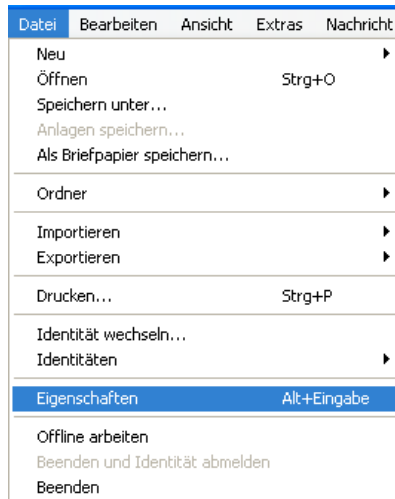 Datei Bearbeiten Ansicht Extras Nachricht
Neu
Öffnen Strg+O
Speichern unter...
Anlagen speichern...
Als Briefpapier speichern...
Ordner
Importieren
Exportieren
Drucken... Strg+P
Identität wechseln...
Identitäten
Eigenschaften Alt+Eingabe
Offline arbeiten
Beenden und Identität abmelden
Beenden